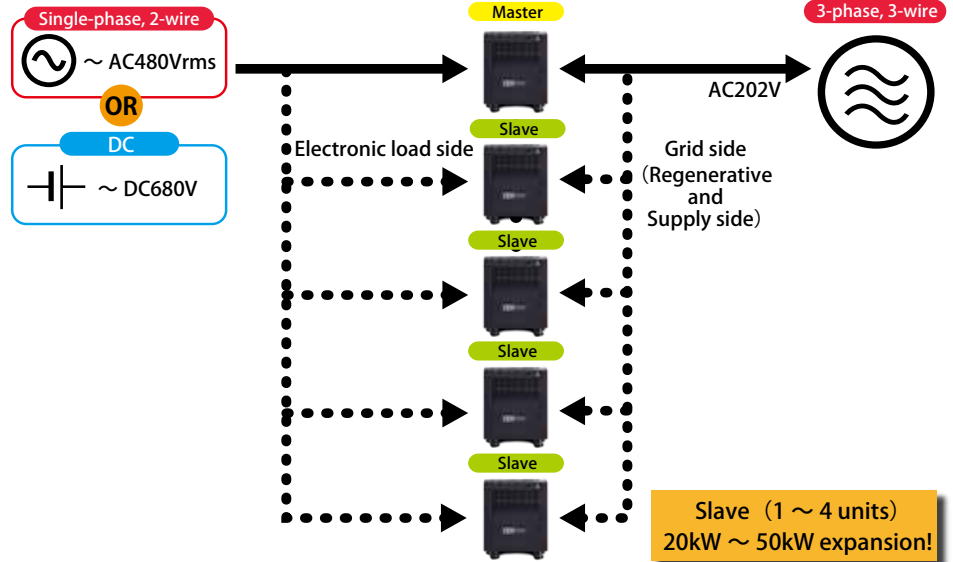 Single-phase, 2-wire
～ AC480Vrms
OR
DC
～ DC680V
Master
3-phase, 3-wire
AC202V
Slave
Electronic load side
Grid side
（Regenerative
and
Supply side）
Slave
Slave
Slave
Slave（1 ～ 4 units）
20kW ～ 50kW expansion!